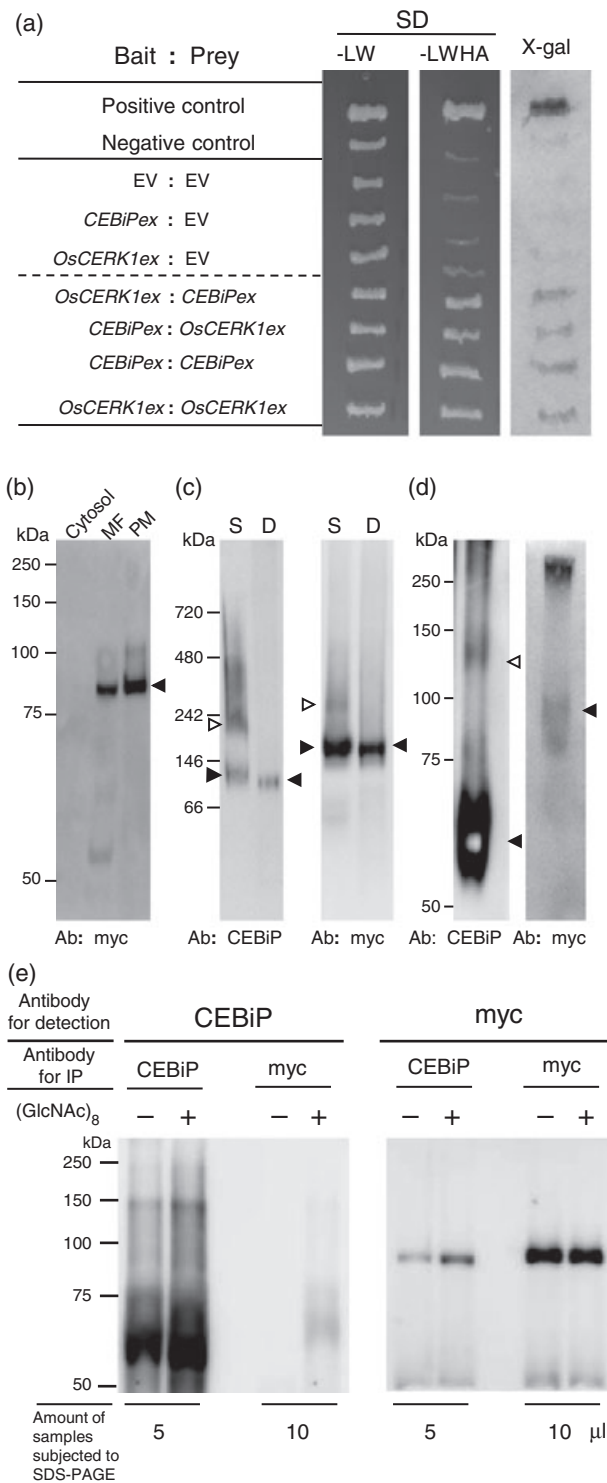 (a)
SD
Bait : Prey
-LW
-LWHA
X-gal
Positive control
Negative control
EV : EV
CEBiPex : EV
OsCERK1ex : EV
OsCERK1ex : CEBiPex
CEBiPex : OsCERK1ex
CEBiPex : CEBiPex
OsCERK1ex : OsCERK1ex
(b)
kDa
Cytosol
MF
PM
250
150
100
75
50
Ab: myc
(c)
kDa
S D
S D
720
480
242
146
66
Ab: CEBiP
Ab: myc
(d)
kDa
250
150
100
75
50
Ab: CEBiP
Ab: myc
(e)
Antibody for detection
CEBiP
myc
Antibody for IP
CEBiP
myc
CEBiP
myc
(GlcNAc)8
− +
+
− +
− +
kDa
250
150
100
75
50
Amount of samples subjected to SDS-PAGE
5
10
5
10 µl